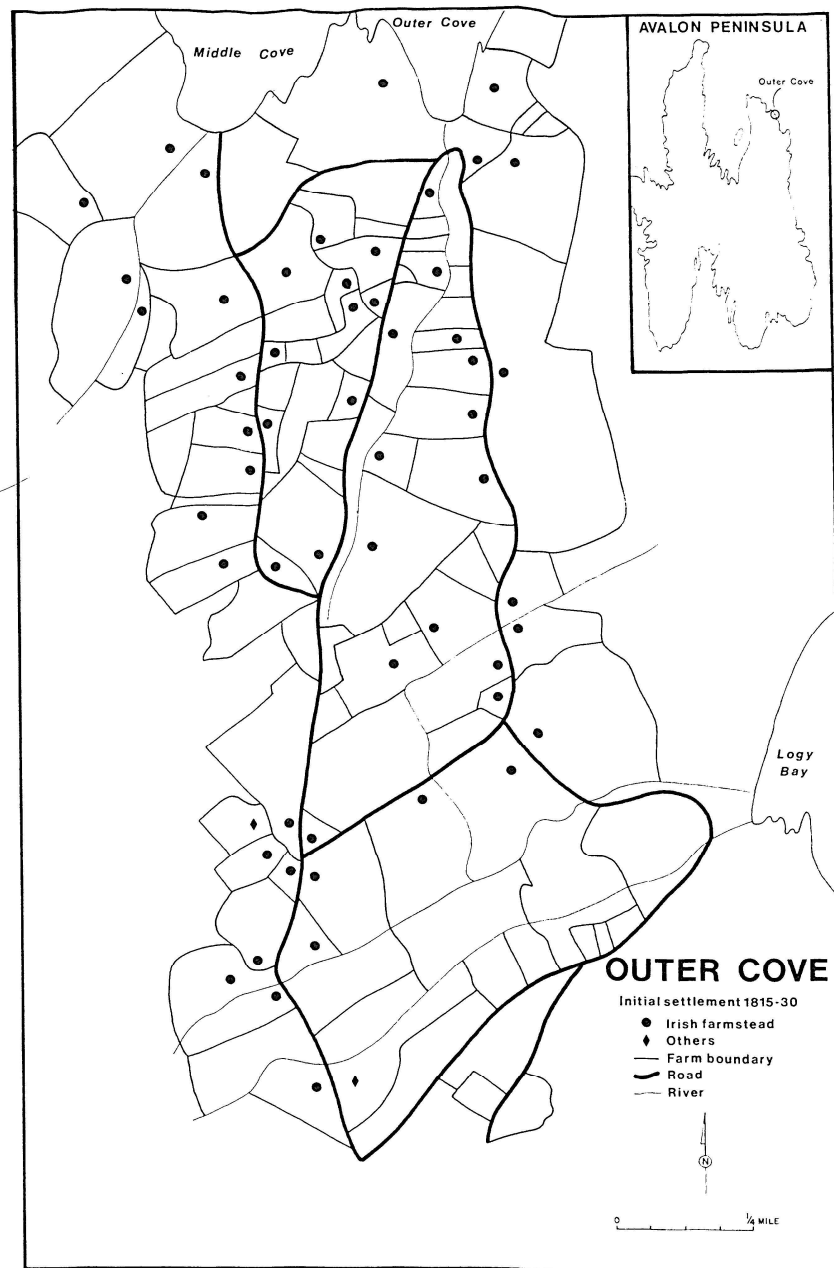 Outer Cove
Middle Cove
AVALON PENINSULA
Outer Cove
Logy
Bay
OUTER COVE
Initial settlement 1815-30
Irish farmstead
Others
Farm boundary
Road
River
N
0 ¼ MILE